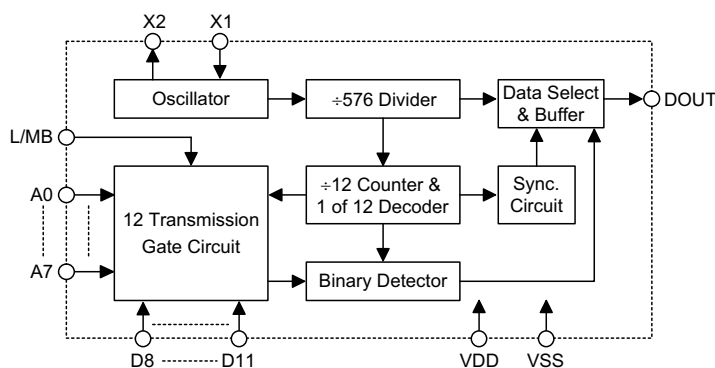 X2 X1
Oscillator
÷576 Divider
Data Select
& Buffer
DOUT
L/MB
A0
A7
12 Transmission
Gate Circuit
÷12 Counter &
1 of 12 Decoder
Sync.
Circuit
Binary Detector
D8 D11 VDD VSS